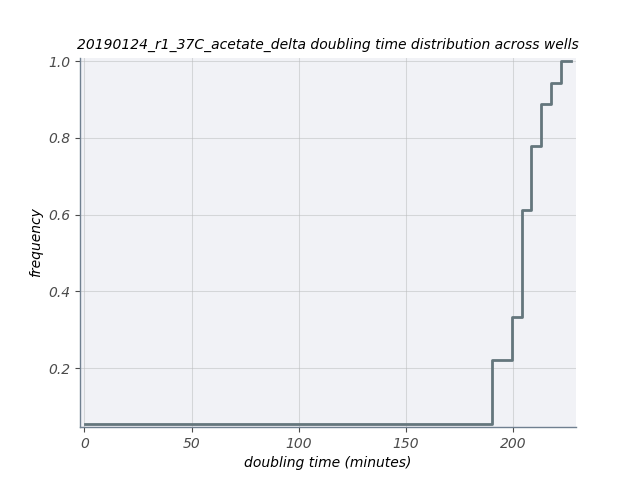 20190124_r1_37C_acetate_delta doubling time distribution across wells
1.0
0.8
0.6
0.4
0.2
frequency
0 50 100 150 200
doubling time (minutes)